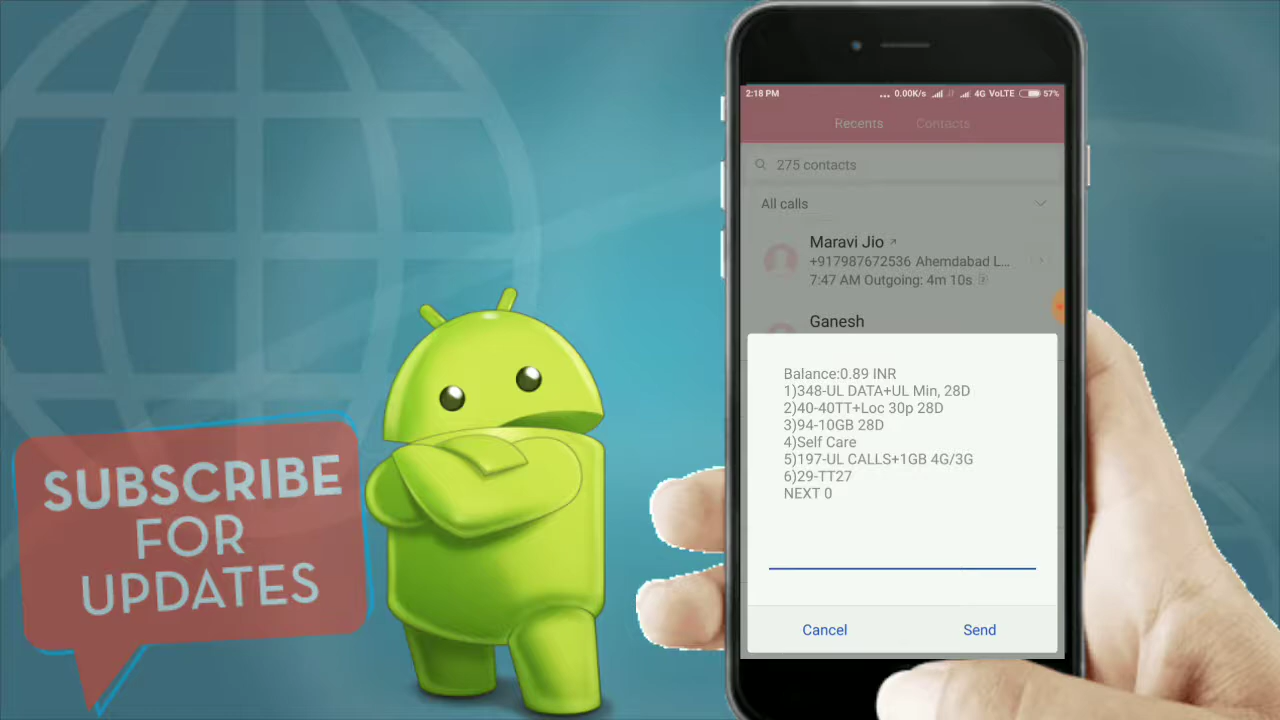 SUBSCRIBE
FOR
UPDATES
2:18 PM ... 0.00K/s 4G VoLTE 57%
Recents Contacts
275 contacts
All calls
Maravi Jio
+917987672536 Ahemdabad L...
7:47 AM Outgoing: 4m 10s
Ganesh
Balance:0.89 INR
1)348-UL DATA+UL Min, 28D
2)40-40TT+Loc 30p 28D
3)94-10GB 28D
4)Self Care
5)197-UL CALLS+1GB 4G/3G
6)29-TT27
NEXT 0
Cancel Send